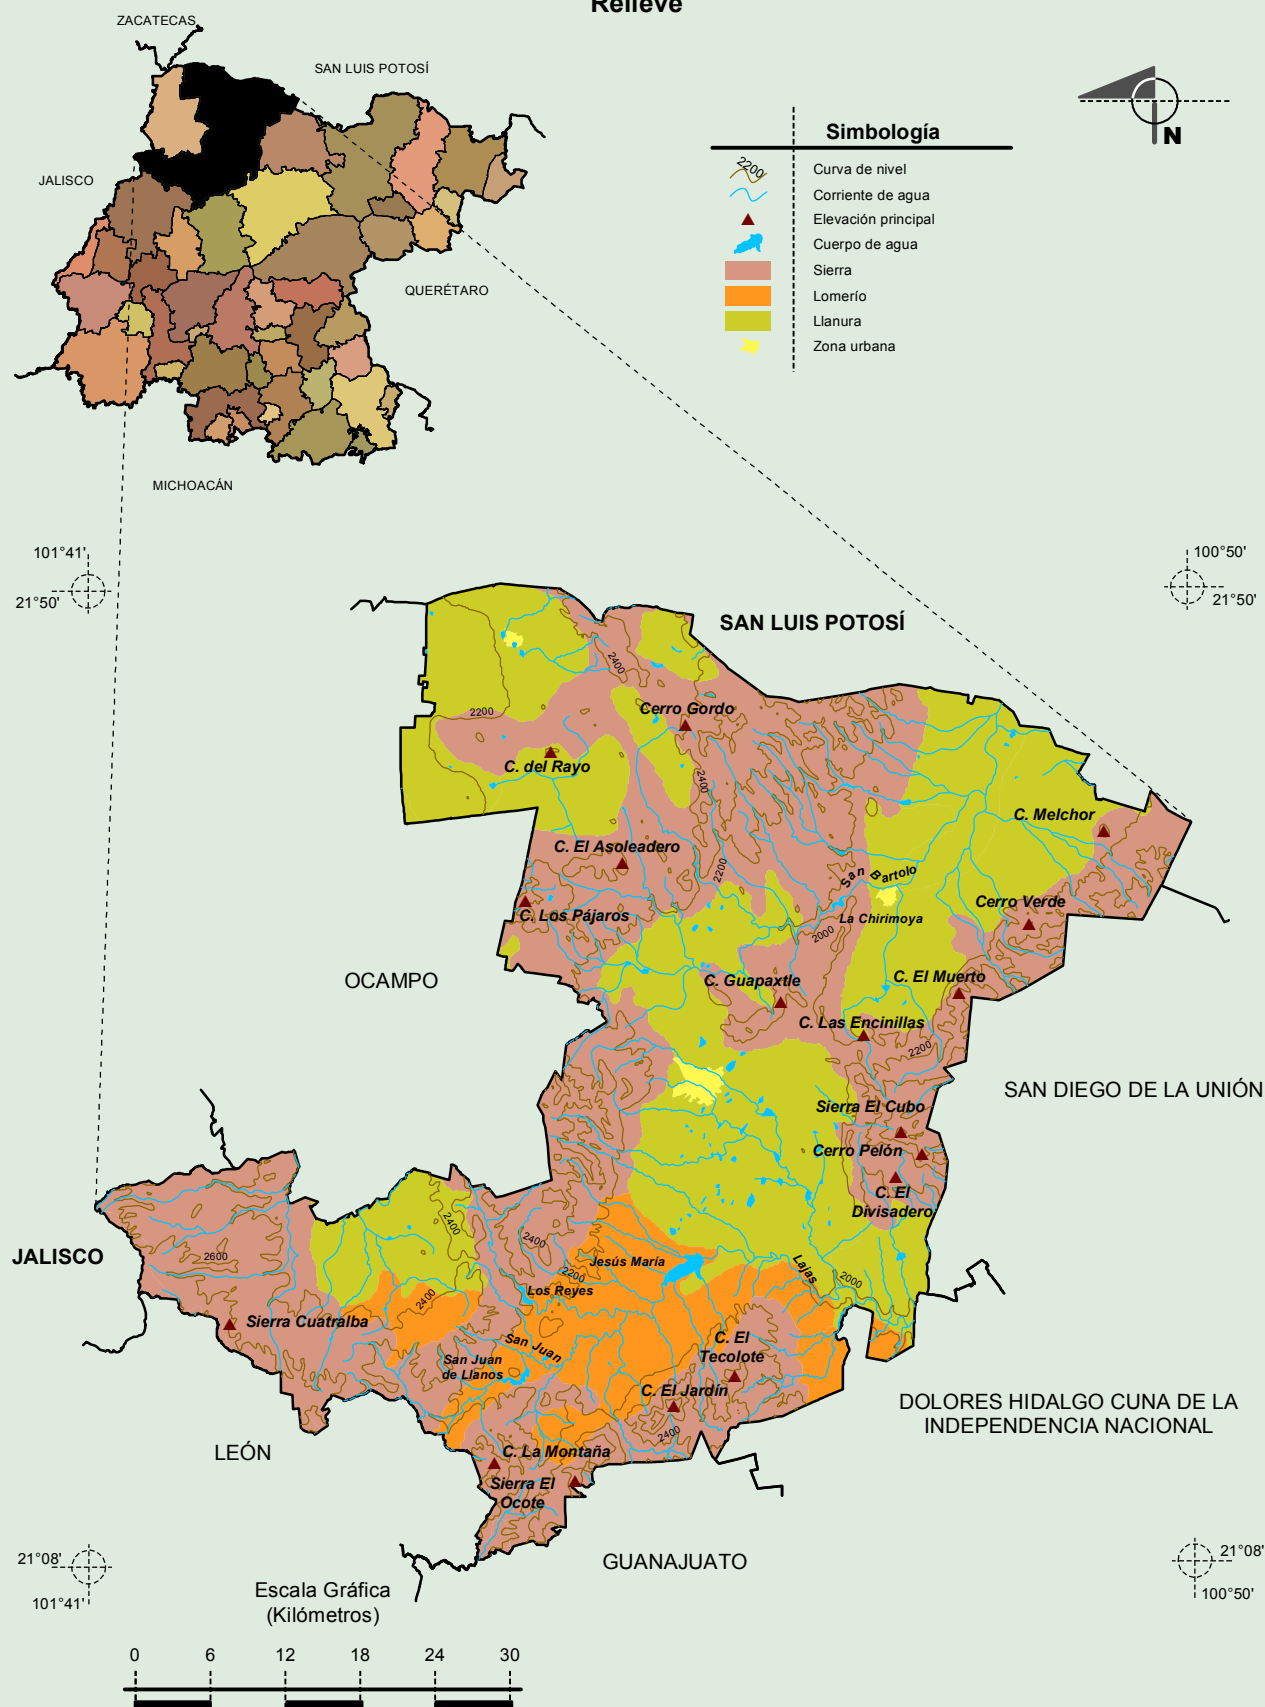 Relieve
ZACATECAS
SAN LUIS POTOSÍ
JALISCO
QUERÉTARO
MICHOACÁN
N
Simbología
2200
Curva de nivel
Corriente de agua
Elevación principal
Cuerpo de agua
Sierra
Lomerío
Llanura
Zona urbana
101°41'
21°50'
100°50'
21°50'
SAN LUIS POTOSÍ
2400
2200
Cerro Gordo
C. del Rayo
2400
C. Melchor
C. El Asoleadero
2200
San Bartolo
C. Los Pájaros
La Chirimoya
Cerro Verde
2000
OCAMPO
C. Guapaxtle
C. El Muerto
C. Las Encinillas
2200
SAN DIEGO DE LA UNIÓN
Sierra El Cubo
Cerro Pelón
C. El
Divisadero
2400
2400
JALISCO
2600
Jesús María
2200
Lajas
2000
Los Reyes
2400
Sierra Cuatralba
San Juan
C. El
Tecolote
San Juan
de Llanos
C. El Jardín
DOLORES HIDALGO CUNA DE LA
INDEPENDENCIA NACIONAL
2400
LEÓN
C. La Montaña
Sierra El
Ocote
GUANAJUATO
21°08'
101°41'
21°08'
100°50'
Escala Gráfica
(Kilómetros)
0 6 12 18 24 30